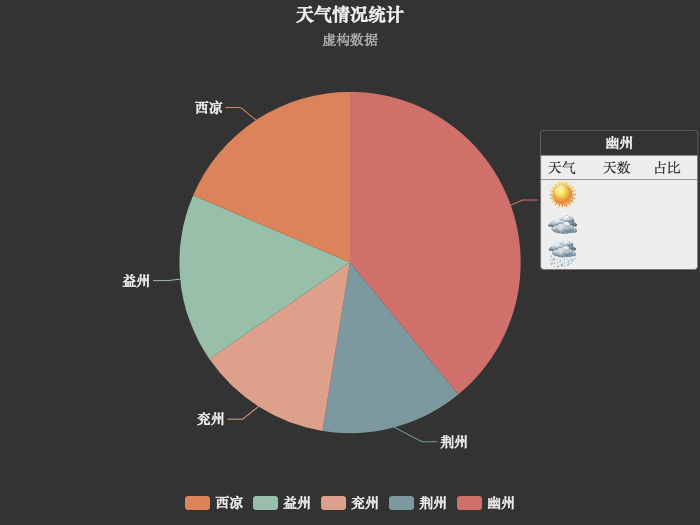 天气情况统计
虚构数据
西凉
幽州
天气 天数 占比
益州
兖州
荆州
西凉 益州 兖州 荆州 幽州